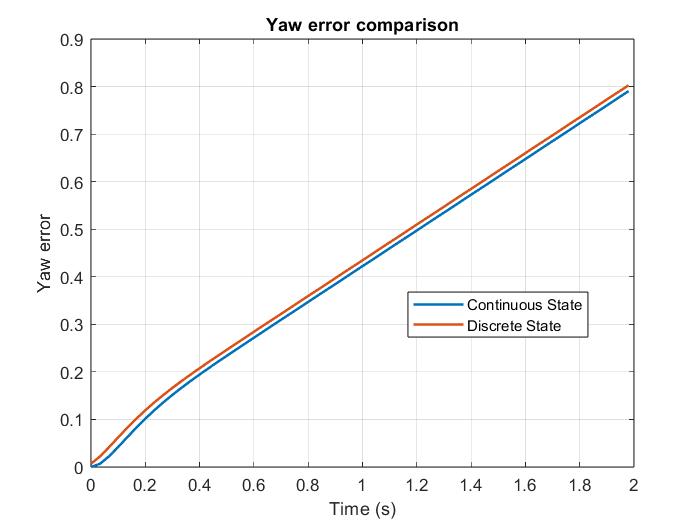 Yaw error comparison
0.9
0.8
0.7
0.6
0.5
0.4
0.3
0.2
0.1
0
Yaw error
Continuous State
Discrete State
0 0.2 0.4 0.6 0.8 1 1.2 1.4 1.6 1.8 2
Time (s)